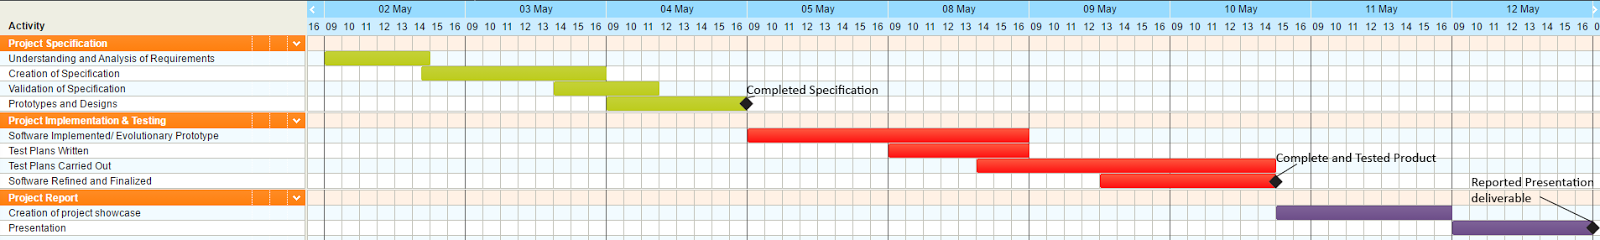 02 May 03 May 04 May 05 May 08 May 09 May 10 May 11 May 12 May
Activity 16 09 10 11 12 13 14 15 16 09 10 11 12 13 14 15 16 09 10 11 12 13 14 15 16 09 10 11 12 13 14 15 16 09 10 11 12 13 14 15 16 09 10 11 12 13 14 15 16 09 10 11 12 13 14 15 16 09 10 11 12 13 14 15 16 09 10 11 12 13 14 15 16 0
Project Specification
Understanding and Analysis of Requirements
Creation of Specification
Validation of Specification
Completed Specification
Prototypes and Designs
Project Implementation & Testing
Software Implemented/ Evolutionary Prototype
Test Plans Written
Complete and Tested Product
Test Plans Carried Out
Software Refined and Finalized
Reported Presentation
deliverable
Project Report
Creation of project showcase
Presentation